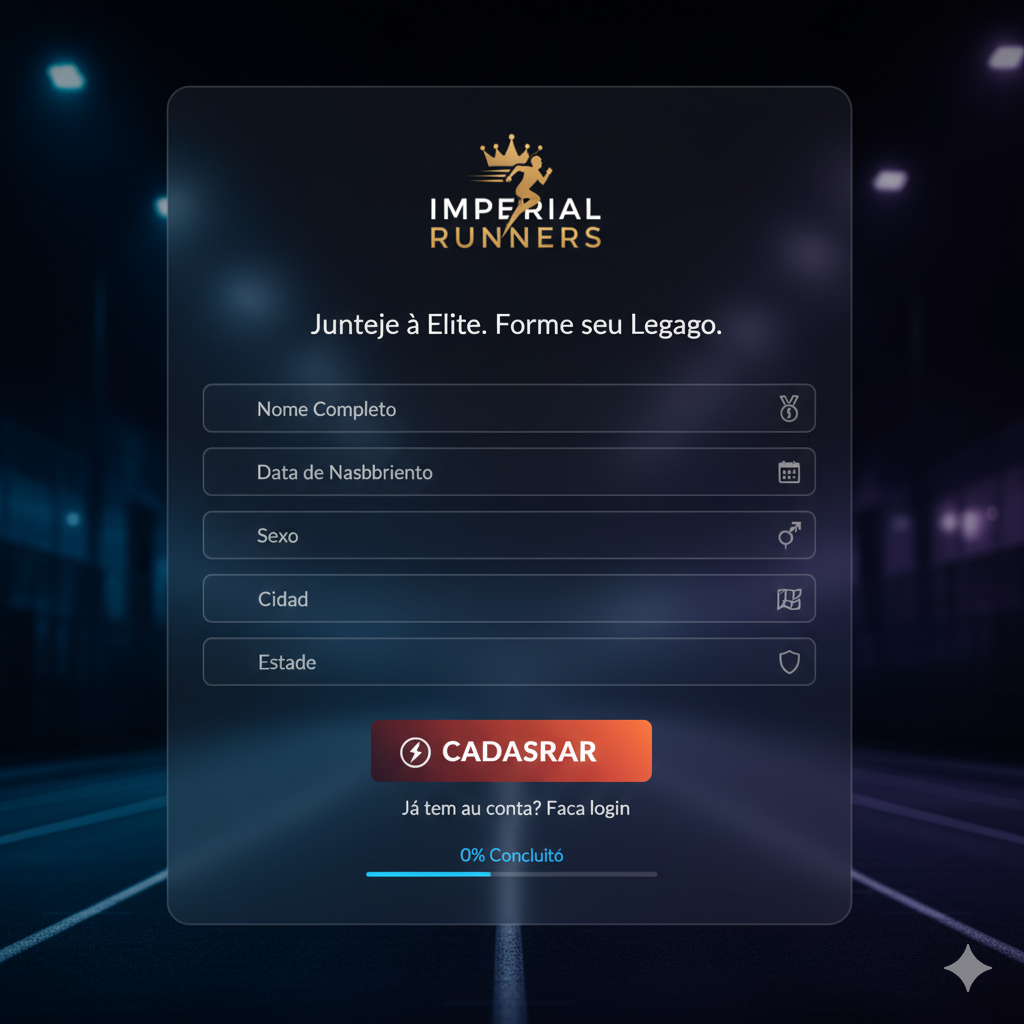 IMPERIAL
RUNNERS
Junteje à Elite. Forme seu Legago.
Nome Completo
Data de Nasbbriento
Sexo
Cidad
Estade
CADASRAR
Já tem au conta? Faca login
0% Concluitó